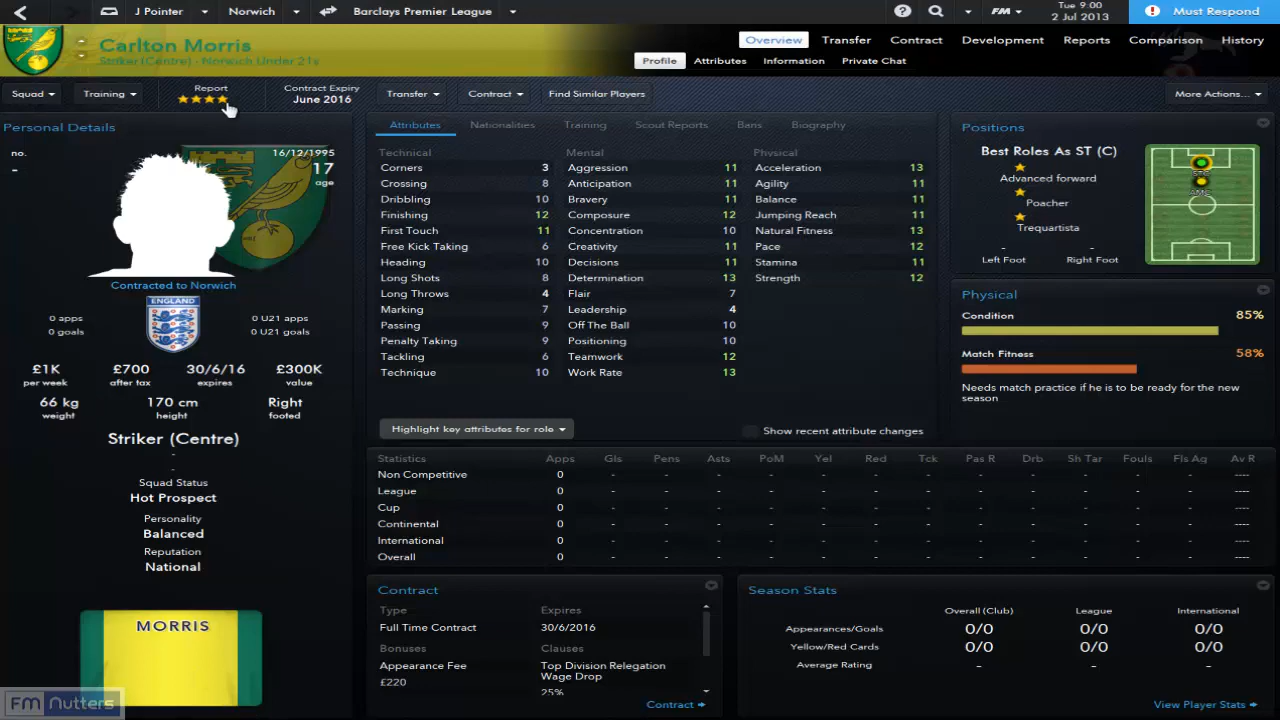 J Pointer
Norwich
Barclays Premier League
FM
Tue 9:00
2 Jul 2013
Must Respond
Carlton Morris
Striker (Centre) - Norwich Under 21s
Overview Transfer Contract Development Reports Comparison History
Profile Attributes Information Private Chat
Squad
Training
Report
Contract Expiry
June 2016
Transfer
Contract
Find Similar Players
More Actions...
Personal Details
no.
-
16/12/1995
17
age
Contracted to Norwich
ENGLAND
0 apps
0 goals
0 U21 apps
0 U21 goals
£1K £700 30/6/16 £300K
per week after tax expires value
66 kg 170 cm Right
weight height footed
Striker (Centre)
-
-
Squad Status
Hot Prospect
Personality
Balanced
Reputation
National
MORRIS
FM Nutters
Attributes Nationalities Training Scout Reports Bans Biography
Technical
Corners 3
Crossing 8
Dribbling 10
Finishing 12
First Touch 11
Free Kick Taking 6
Heading 10
Long Shots 8
Long Throws 4
Marking 7
Passing 9
Penalty Taking 9
Tackling 6
Technique 10
Mental
Aggression 11
Anticipation 11
Bravery 11
Composure 12
Concentration 10
Creativity 11
Decisions 11
Determination 13
Flair 7
Leadership 4
Off The Ball 10
Positioning 10
Teamwork 12
Work Rate 13
Physical
Acceleration 13
Agility 11
Balance 11
Jumping Reach 11
Natural Fitness 13
Pace 12
Stamina 11
Strength 12
Highlight key attributes for role
Show recent attribute changes
Positions
Best Roles As ST (C)
Advanced forward
Poacher
Trequartista
- -
Left Foot Right Foot
STC
AMC
Physical
Condition 85%
Match Fitness 58%
Needs match practice if he is to be ready for the new
season
Statistics Apps Gls Pens Asts PoM Yel Red Tck Pas R Drb Sh Tar Fouls Fls Ag Av R
Non Competitive 0 - - - - - - - - - - - - ----
League 0 - - - - - - - - - - - - ----
Cup 0 - - - - - - - - - - - - ----
Continental 0 - - - - - - - - - - - - ----
International 0 - - - - - - - - - - - - ----
Overall 0 - - - - - - - - - - - - ----
Contract
Type
Full Time Contract
Bonuses
Appearance Fee
£220
Expires
30/6/2016
Clauses
Top Division Relegation
Wage Drop
25%
Contract
Season Stats
Overall (Club) League International
Appearances/Goals 0/0 0/0 0/0
Yellow/Red Cards 0/0 0/0 0/0
Average Rating - - -
View Player Stats